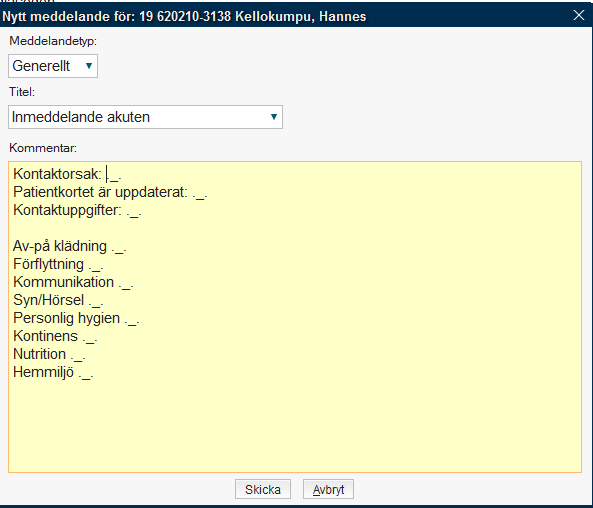 Nytt meddelande för: 19 620210-3138 Kellokumpu, Hannes
Meddelandetyp:
Generellt
Titel:
Inmeddelande akuten
Kommentar:
Kontaktorsak: ._.
Patientkortet är uppdaterat: ._.
Kontaktuppgifter: ._.
Av-på klädning ._.
Förflyttning ._.
Kommunikation ._.
Syn/Hörsel ._.
Personlig hygien ._.
Kontinens ._.
Nutrition ._.
Hemmiljö ._.
Skicka Avbryt